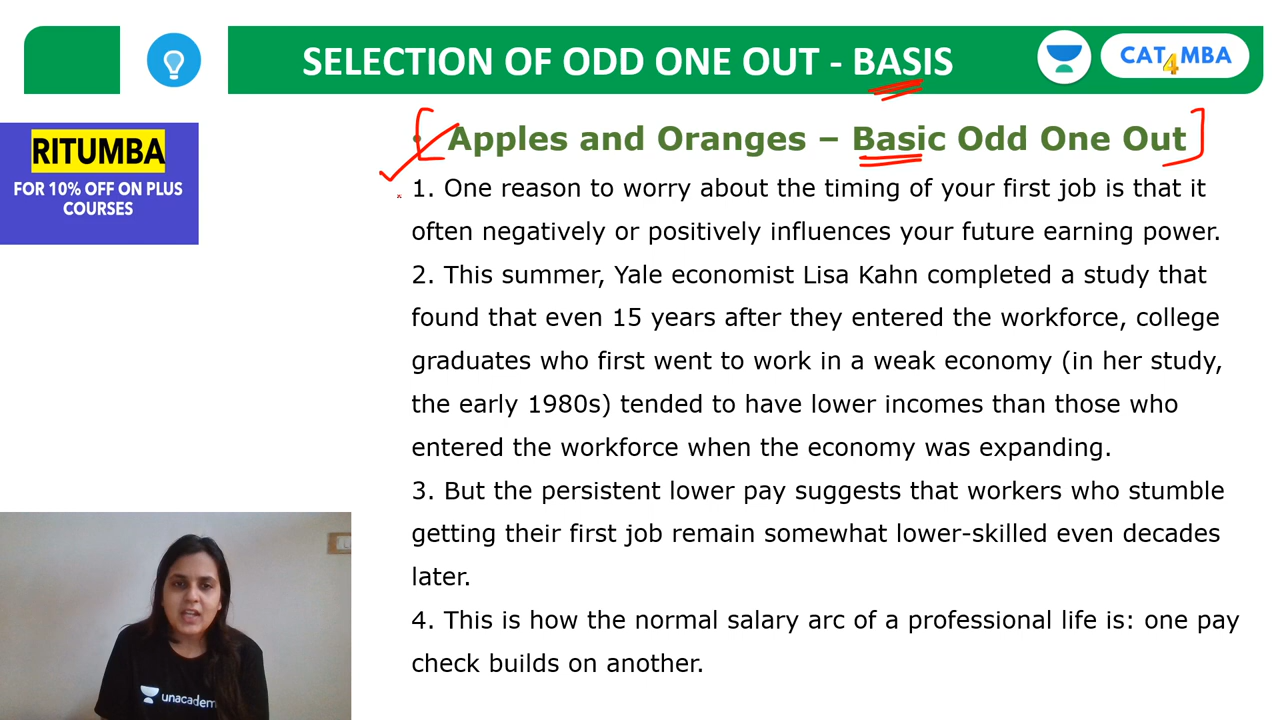 SELECTION OF ODD ONE OUT - BASIS
CAT4MBA
RITUMBA
FOR 10% OFF ON PLUS
COURSES
• Apples and Oranges – Basic Odd One Out
1. One reason to worry about the timing of your first job is that it
often negatively or positively influences your future earning power.
2. This summer, Yale economist Lisa Kahn completed a study that
found that even 15 years after they entered the workforce, college
graduates who first went to work in a weak economy (in her study,
the early 1980s) tended to have lower incomes than those who
entered the workforce when the economy was expanding.
3. But the persistent lower pay suggests that workers who stumble
getting their first job remain somewhat lower-skilled even decades
later.
4. This is how the normal salary arc of a professional life is: one pay
check builds on another.
unacadem